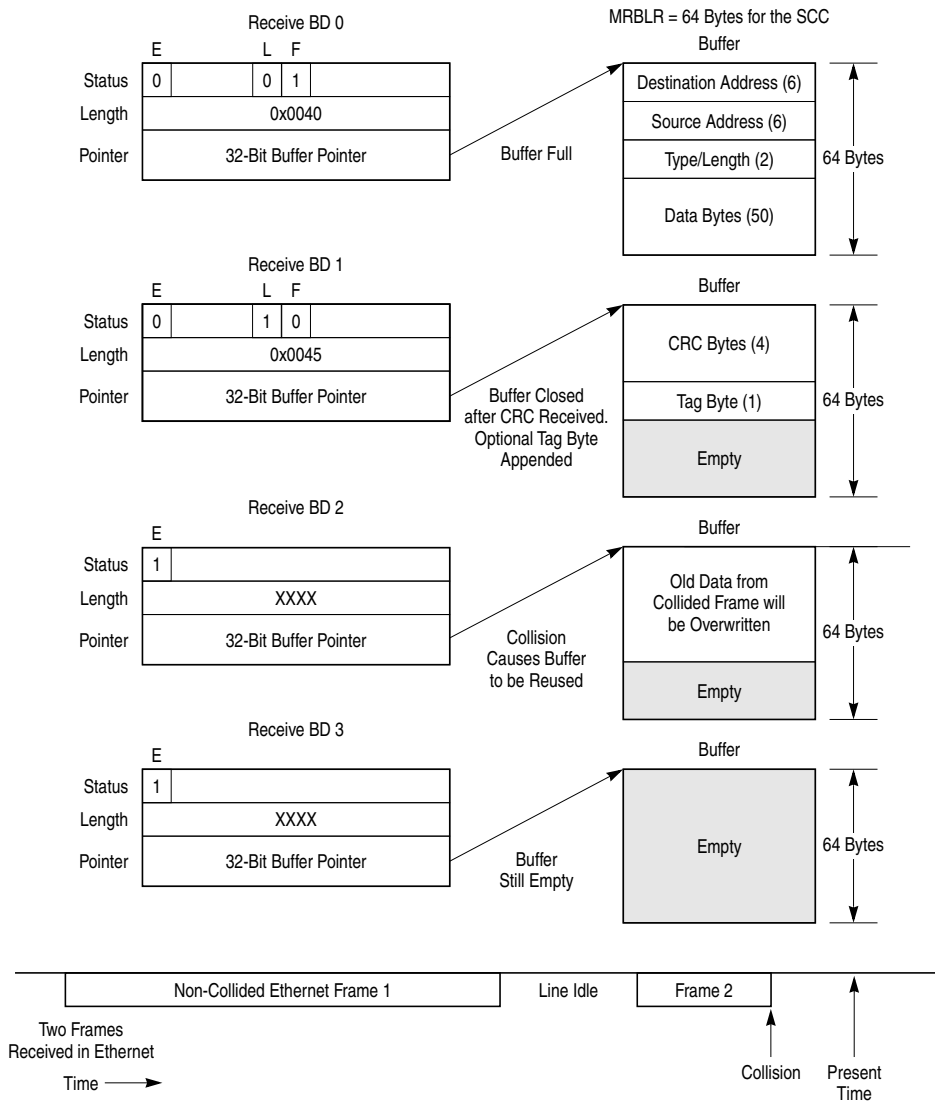 MRBLR = 64 Bytes for the SCC
Receive BD 0
Buffer
E L F
Status 0 0 1
Destination Address (6)
Length 0x0040
Source Address (6)
Pointer 32-Bit Buffer Pointer
Buffer Full
Type/Length (2)
64 Bytes
Data Bytes (50)
Receive BD 1
Buffer
E L F
Status 0 1 0
Length 0x0045
CRC Bytes (4)
Pointer 32-Bit Buffer Pointer
Buffer Closed
after CRC Received.
Optional Tag Byte
Appended
Tag Byte (1)
64 Bytes
Empty
Receive BD 2
Buffer
E
Status 1
Length XXXX
Pointer 32-Bit Buffer Pointer
Collision
Causes Buffer
to be Reused
Old Data from
Collided Frame will
be Overwritten
64 Bytes
Empty
Receive BD 3
Buffer
E
Status 1
Length XXXX
Pointer 32-Bit Buffer Pointer
Buffer
Still Empty
Empty
64 Bytes
Non-Collided Ethernet Frame 1
Line Idle
Frame 2
Two Frames
Received in Ethernet
Time
Collision
Present
Time